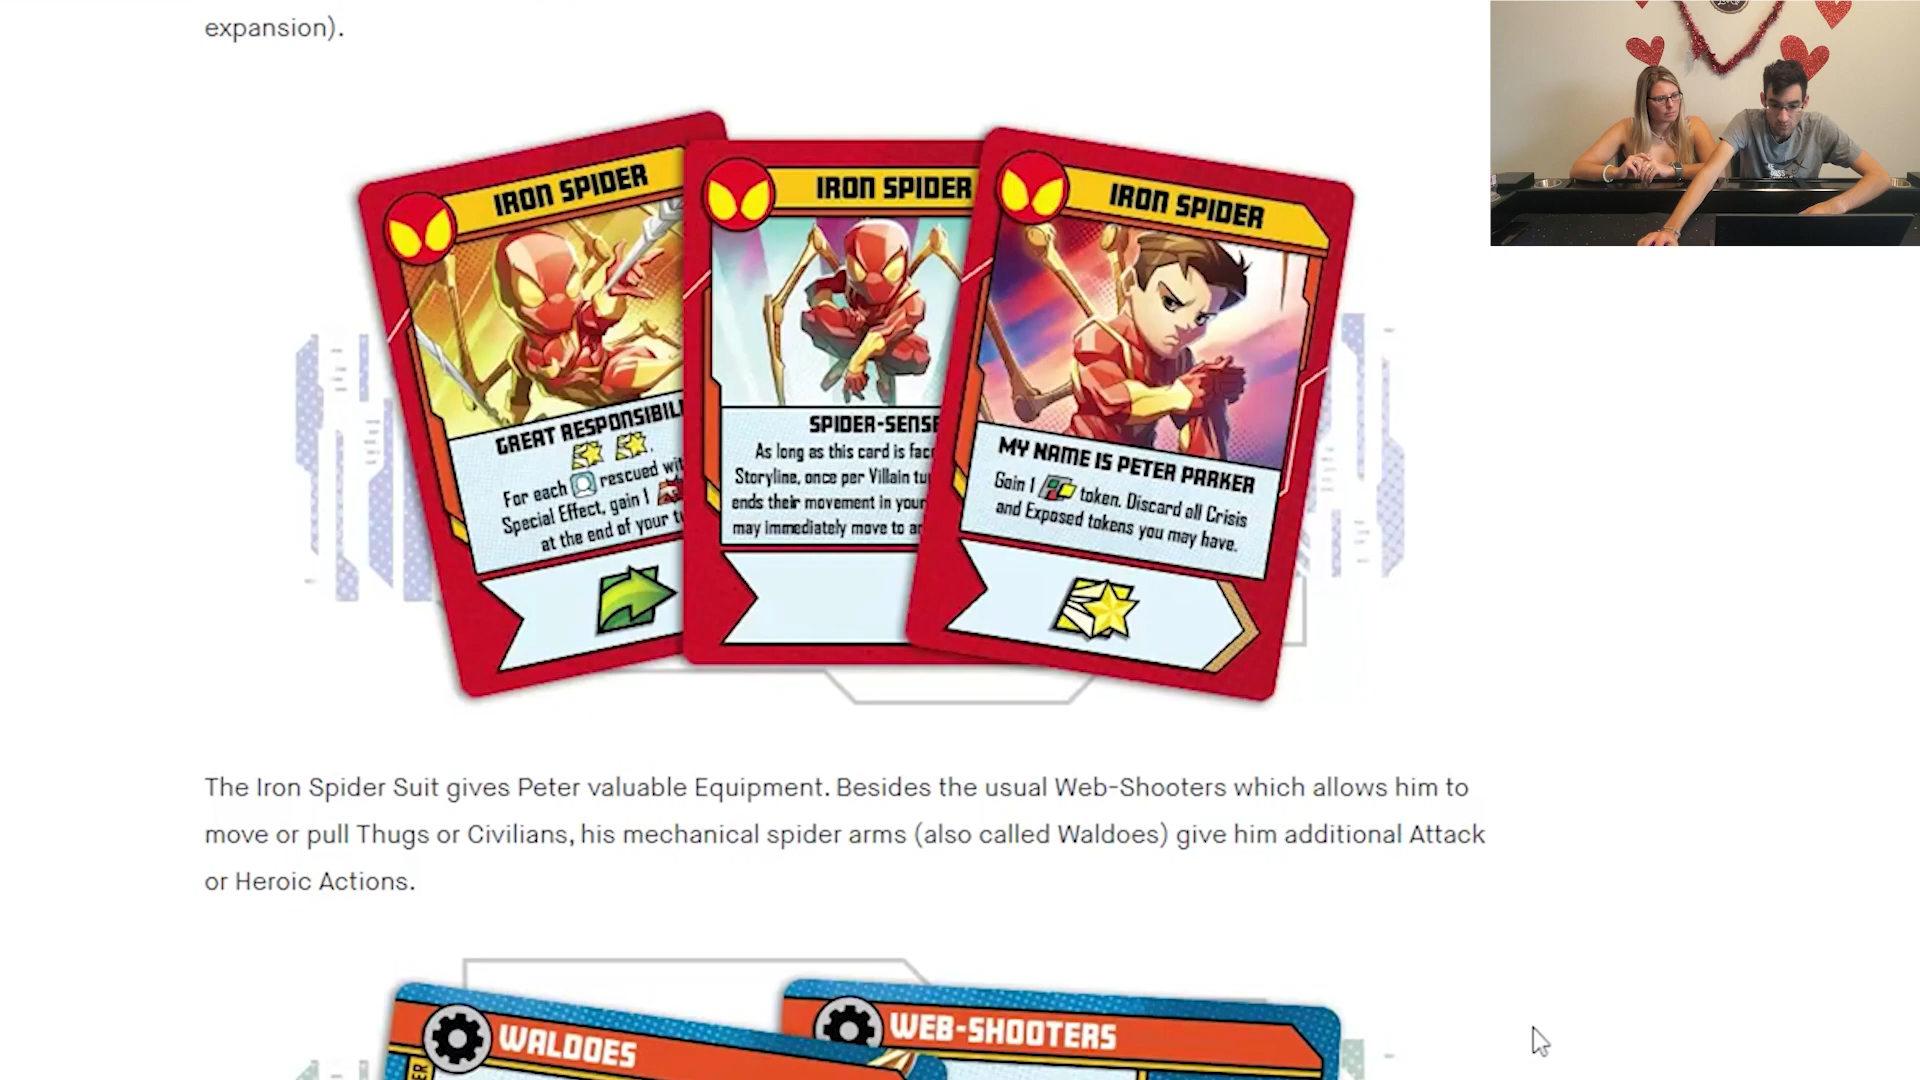 expansion).
IRON SPIDER
GREAT RESPONSIBIL
For each rescued wit
Special Effect, gain 1
at the end of your t
IRON SPIDER
SPIDER-SENSE
As long as this card is fac
Storyline, once per Villain tu
ends their movement in your
may immediately move to a
IRON SPIDER
MY NAME IS PETER PARKER
Gain 1 token. Discard all Crisis
and Exposed tokens you may have.
The Iron Spider Suit gives Peter valuable Equipment. Besides the usual Web-Shooters which allows him to
move or pull Thugs or Civilians, his mechanical spider arms (also called Waldoes) give him additional Attack
or Heroic Actions.
WALDOES
WEB-SHOOTERS